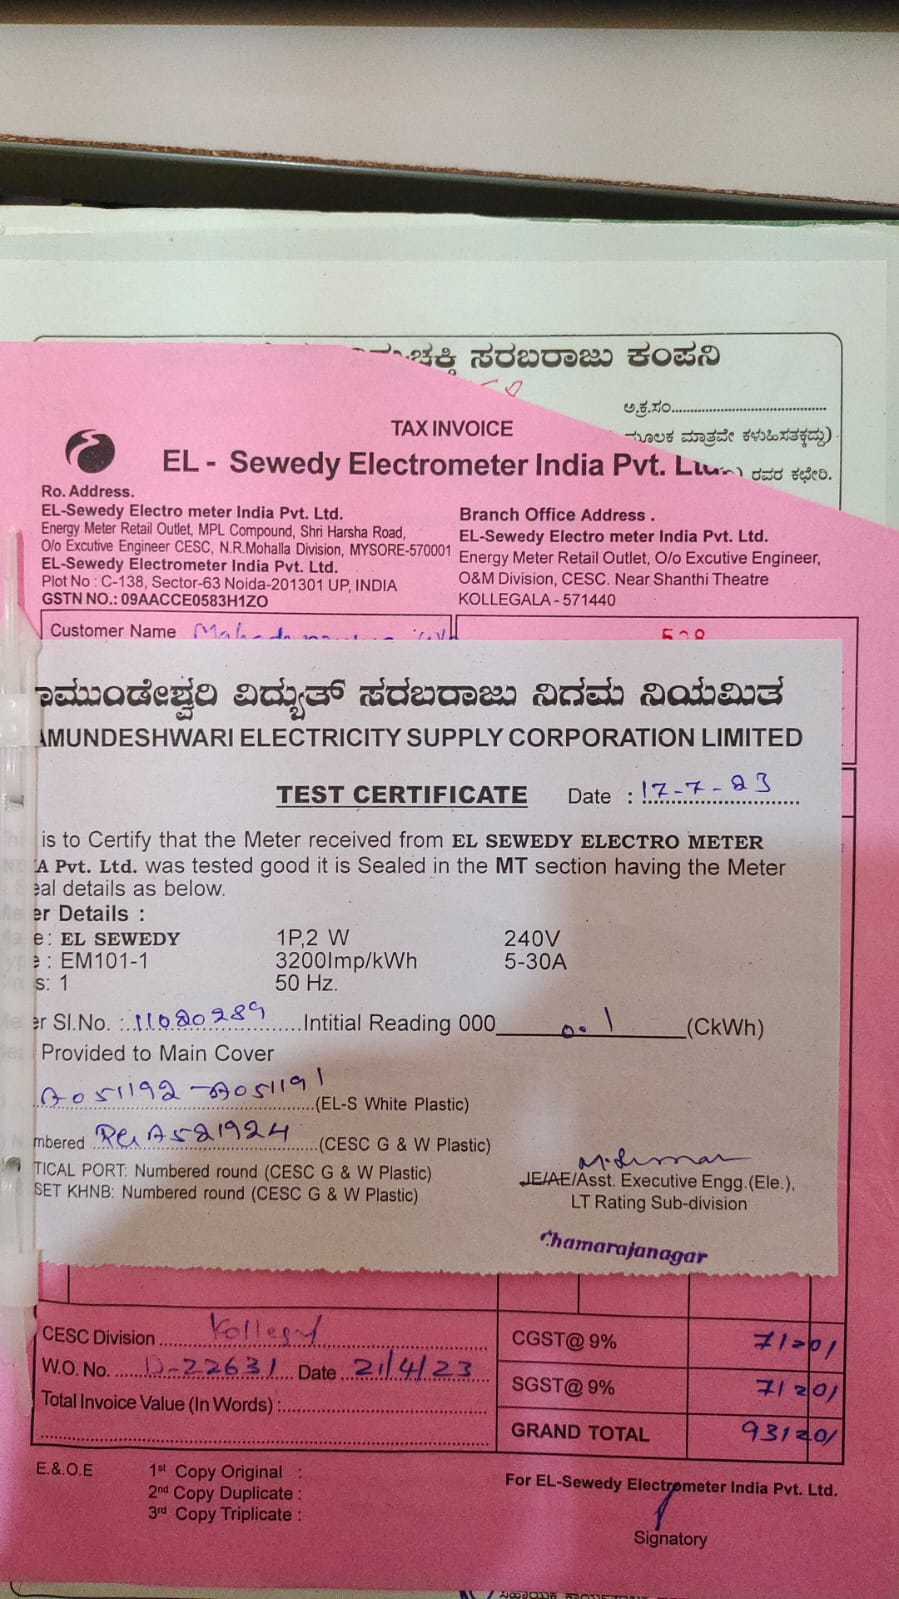 ಸರಬರಾಜು ಕಂಪನಿ
ಅ.ಕ್ರ.ಸಂ.......................................
ಮೂಲಕ ಮಾತ್ರವೇ ಕಳುಹಿಸತಕ್ಕದ್ದು)
ರವರ ಕಛೇರಿ.
TAX INVOICE
EL - Sewedy Electrometer India Pvt. Ltd.
Ro. Address.
EL-Sewedy Electro meter India Pvt. Ltd.
Energy Meter Retail Outlet, MPL Compound, Shri Harsha Road,
O/o Excutive Engineer CESC, N.R.Mohalla Division, MYSORE-570001
EL-Sewedy Electrometer India Pvt. Ltd.
Plot No : C-138, Sector-63 Noida-201301 UP, INDIA
GSTN NO.: 09AACCE0583H1ZO
Branch Office Address .
EL-Sewedy Electro meter India Pvt. Ltd.
Energy Meter Retail Outlet, O/o Excutive Engineer,
O&M Division, CESC. Near Shanthi Theatre
KOLLEGALA - 571440
Customer Name
ಾಮುಂಡೇಶ್ವರಿ ವಿದ್ಯುತ್ ಸರಬರಾಜು ನಿಗಮ ನಿಯಮಿತ
AMUNDESHWARI ELECTRICITY SUPPLY CORPORATION LIMITED
TEST CERTIFICATE Date : 17-7-23
is to Certify that the Meter received from EL SEWEDY ELECTRO METER
A Pvt. Ltd. was tested good it is Sealed in the MT section having the Meter
eal details as below.
er Details :
e: EL SEWEDY 1P,2 W 240V
e : EM101-1 3200Imp/kWh 5-30A
s: 1 50 Hz.
er Sl.No. : 11020289 Intitial Reading 000 0.1 (CkWh)
Provided to Main Cover
A051192 - A051191 (EL-S White Plastic)
mbered A521924 (CESC G & W Plastic)
TICAL PORT: Numbered round (CESC G & W Plastic)
SET KHNB: Numbered round (CESC G & W Plastic)
JE/AE/Asst. Executive Engg.(Ele.),
LT Rating Sub-division
Chamarajanagar
CESC Division
W.O. No. D-22631 Date 21/4/23
Total Invoice Value (In Words) :
CGST@ 9% 71=20/
SGST@ 9% 71=20/
GRAND TOTAL 931=20/
E.&.O.E
1st Copy Original :
2nd Copy Duplicate :
3rd Copy Triplicate :
For EL-Sewedy Electrometer India Pvt. Ltd.
Signatory